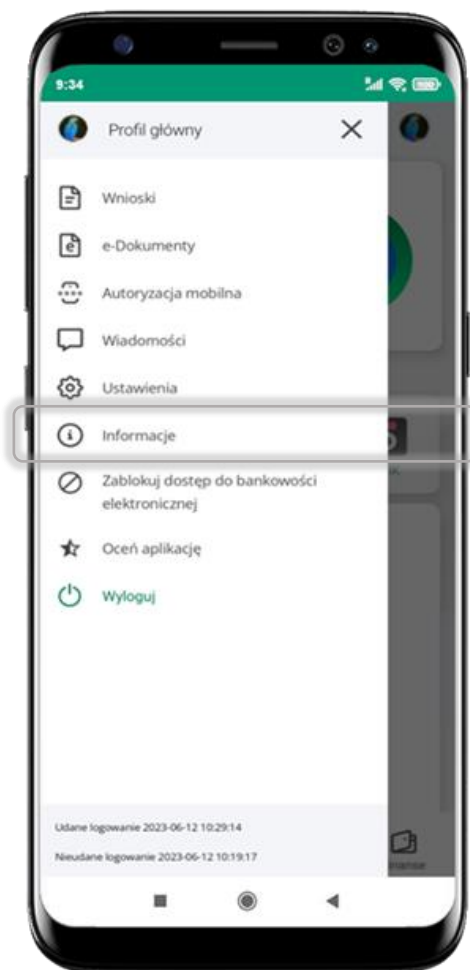 9:34
Profil główny
Wnioski
e-Dokumenty
Autoryzacja mobilna
Wiadomości
Ustawienia
Informacje
Zablokuj dostęp do bankowości
elektronicznej
Oceń aplikację
Wyloguj
Udane logowanie 2023-06-12 10:29:14
Nieudane logowanie 2023-06-12 10:19:17